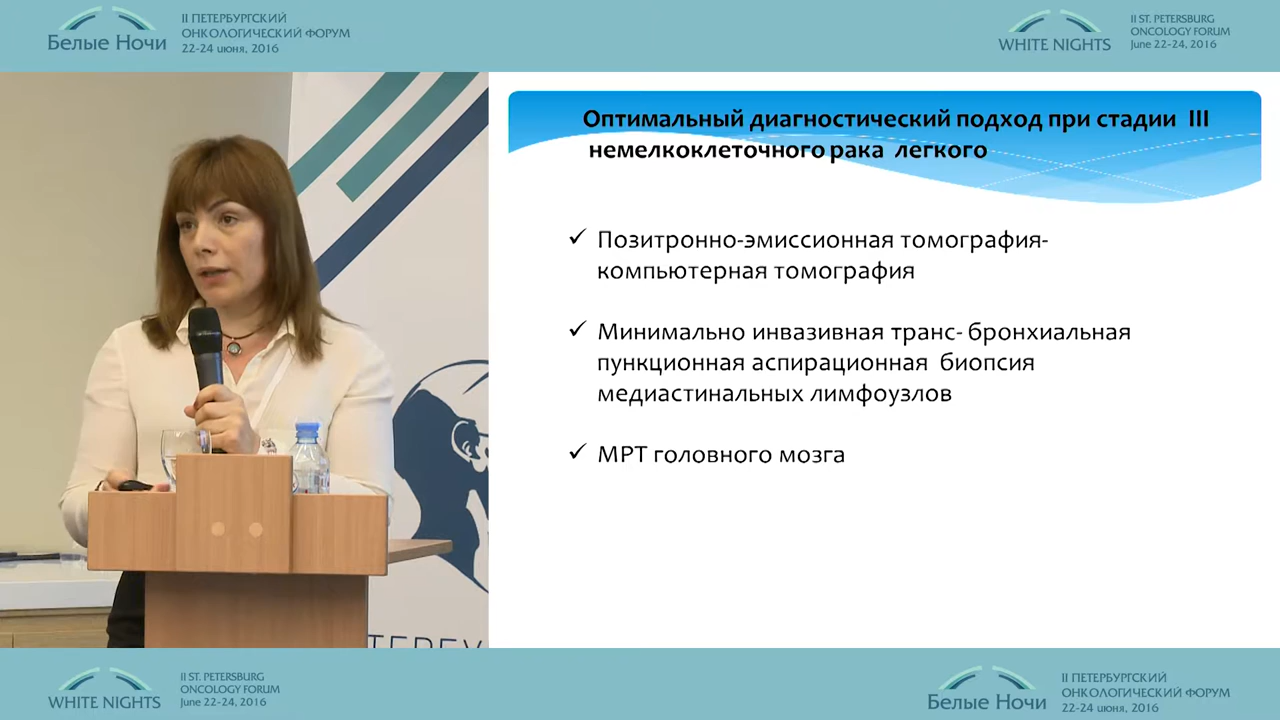 Белые Ночи
II ПЕТЕРБУРГСКИЙ
ОНКОЛОГИЧЕСКИЙ ФОРУМ
22-24 июня, 2016
WHITE NIGHTS
II ST. PETERSBURG
ONCOLOGY FORUM
June 22-24, 2016
Оптимальный диагностический подход при стадии III
немелкоклеточного рака легкого
✓ Позитронно-эмиссионная томография-
компьютерная томография
✓ Минимально инвазивная транс- бронхиальная
пункционная аспирационная биопсия
медиастинальных лимфоузлов
✓ МРТ головного мозга
WHITE NIGHTS
II ST. PETERSBURG
ONCOLOGY FORUM
June 22-24, 2016
Белые Ночи
II ПЕТЕРБУРГСКИЙ
ОНКОЛОГИЧЕСКИЙ ФОРУМ
22-24 июня, 2016